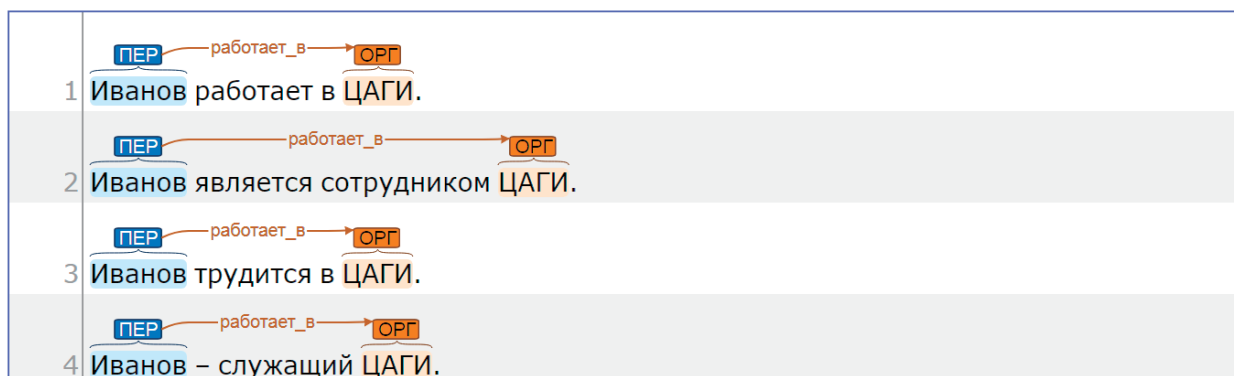 ПЕР работает_в ОРГ
1 Иванов работает в ЦАГИ.
ПЕР работает_в ОРГ
2 Иванов является сотрудником ЦАГИ.
ПЕР работает_в ОРГ
3 Иванов трудится в ЦАГИ.
ПЕР работает_в ОРГ
4 Иванов – служащий ЦАГИ.